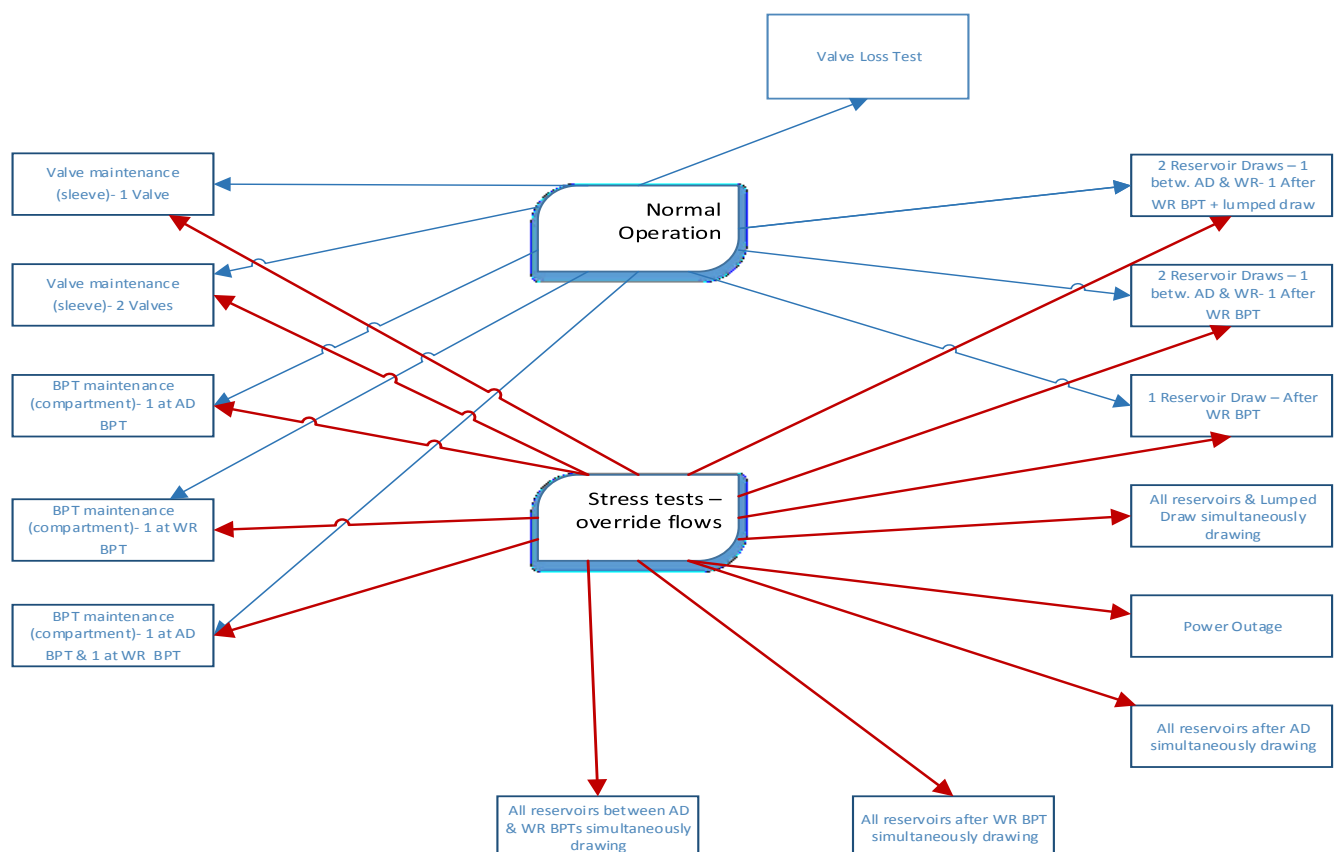 Valve Loss Test
Valve maintenance
(sleeve)- 1 Valve
2 Reservoir Draws – 1
betw. AD & WR- 1 After
WR BPT + lumped draw
Normal
Operation
Valve maintenance
(sleeve)- 2 Valves
2 Reservoir Draws – 1
betw. AD & WR- 1 After
WR BPT
BPT maintenance
(compartment)- 1 at AD
BPT
1 Reservoir Draw – After
WR BPT
Stress tests –
override flows
BPT maintenance
(compartment)- 1 at WR
BPT
All reservoirs & Lumped
Draw simultaneously
drawing
BPT maintenance
(compartment)- 1 at AD
BPT & 1 at WR  BPT
Power Outage
All reservoirs after AD
simultaneously drawing
All reservoirs between AD
& WR BPTs simultaneously
drawing
All reservoirs after WR BPT
simultaneously drawing